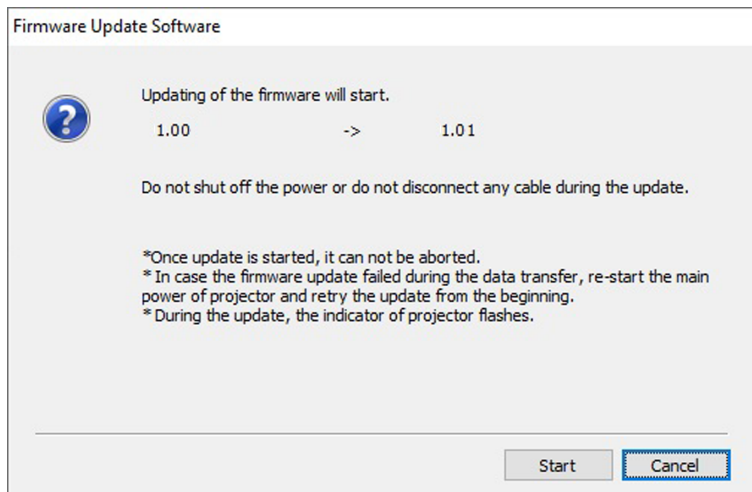 Firmware Update Software
Updating of the firmware will start.
1.00 -> 1.01
Do not shut off the power or do not disconnect any cable during the update.
*Once update is started, it can not be aborted.
* In case the firmware update failed during the data transfer, re-start the main
power of projector and retry the update from the beginning.
* During the update, the indicator of projector flashes.
Start Cancel